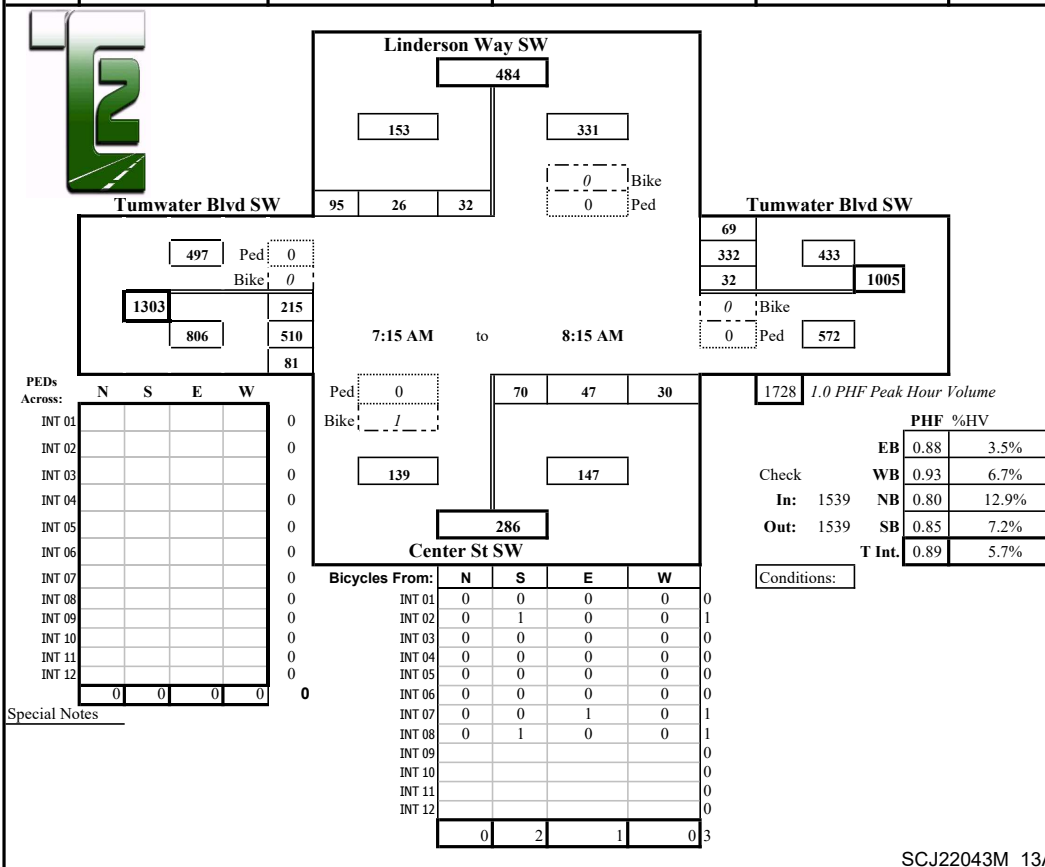 T2
Linderson Way SW
484
153 331
0 Bike
Tumwater Blvd SW 95 26 32 0 Ped Tumwater Blvd SW
69
497 Ped 0 332 433
Bike 0 32 1005
1303 215 0 Bike
806 510 7:15 AM to 8:15 AM 0 Ped 572
81
PEDs Across: N S E W Ped 0 70 47 30 1728 1.0 PHF Peak Hour Volume
INT 01 0 Bike 1 PHF %HV
INT 02 0 EB 0.88 3.5%
INT 03 0 139 147 Check WB 0.93 6.7%
INT 04 0 In: 1539 NB 0.80 12.9%
INT 05 0 286 Out: 1539 SB 0.85 7.2%
INT 06 0 Center St SW T Int. 0.89 5.7%
INT 07 0 Bicycles From: N S E W Conditions:
INT 08 0 INT 01 0 0 0 0 0
INT 09 0 INT 02 0 1 0 0 1
INT 10 0 INT 03 0 0 0 0 0
INT 11 0 INT 04 0 0 0 0 0
INT 12 0 INT 05 0 0 0 0 0
0 0 0 0 0 INT 06 0 0 0 0 0
Special Notes INT 07 0 0 1 0 1
INT 08 0 1 0 0 1
INT 09 0
INT 10 0
INT 11 0
INT 12 0
0 2 1 0 3